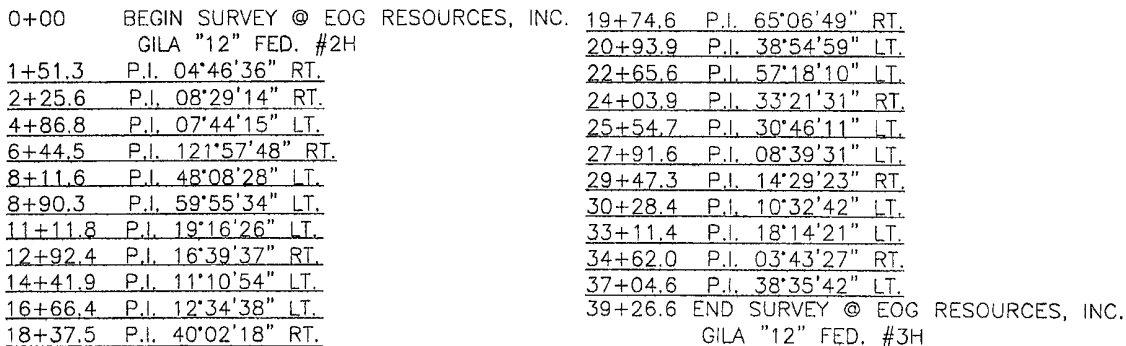 0+00 BEGIN SURVEY @ EOG RESOURCES, INC.
GILA "12" FED. #2H
1+51.3 P.I. 04°46'36" RT.
2+25.6 P.I. 08°29'14" RT.
4+86.8 P.I. 07°44'15" LT.
6+44.5 P.I. 121°57'48" RT.
8+11.6 P.I. 48°08'28" LT.
8+90.3 P.I. 59°55'34" LT.
11+11.8 P.I. 19°16'26" LT.
12+92.4 P.I. 16°39'37" RT.
14+41.9 P.I. 11°10'54" LT.
16+66.4 P.I. 12°34'38" LT.
18+37.5 P.I. 40°02'18" RT.
19+74.6 P.I. 65°06'49" RT.
20+93.9 P.I. 38°54'59" LT.
22+65.6 P.I. 57°18'10" LT.
24+03.9 P.I. 33°21'31" RT.
25+54.7 P.I. 30°46'11" LT.
27+91.6 P.I. 08°39'31" LT.
29+47.3 P.I. 14°29'23" RT.
30+28.4 P.I. 10°32'42" LT.
33+11.4 P.I. 18°14'21" LT.
34+62.0 P.I. 03°43'27" RT.
37+04.6 P.I. 38°35'42" LT.
39+26.6 END SURVEY @ EOG RESOURCES, INC.
GILA "12" FED. #3H